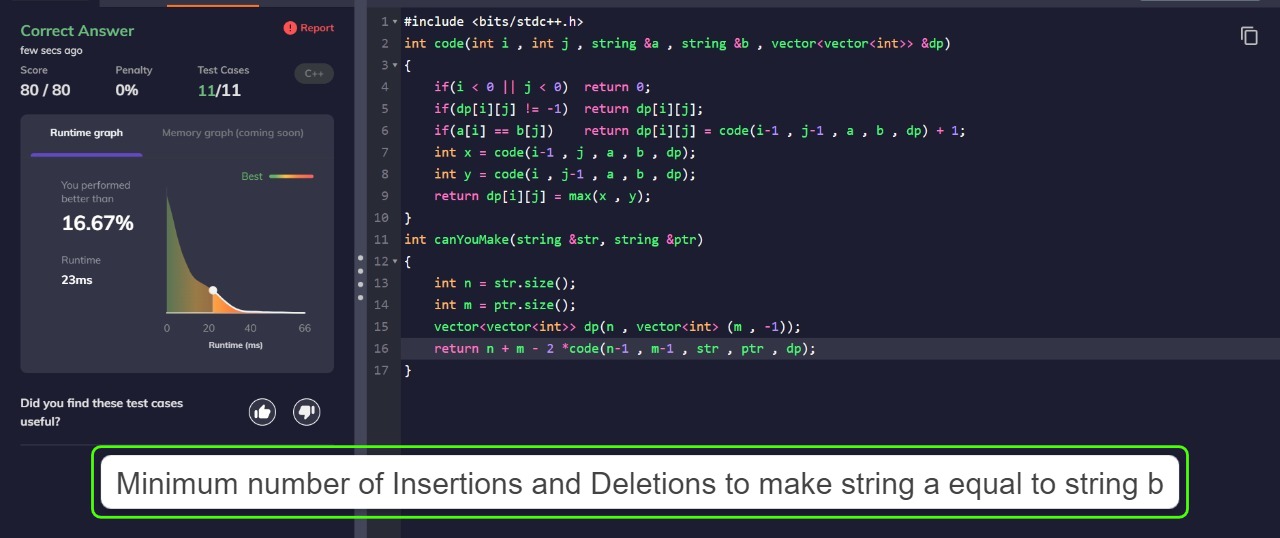 Correct Answer
Report
few secs ago
Score
Penalty
Test Cases
C++
80 / 80
0%
11/11
Runtime graph
Memory graph (coming soon)
Best
You performed
better than
16.67%
Runtime
23ms
0 20 40 66
Runtime (ms)
Did you find these test cases
useful?
1 #include <bits/stdc++.h>
2 int code(int i , int j , string &a , string &b , vector<vector<int>> &dp)
3 {
4 if(i < 0 || j < 0) return 0;
5 if(dp[i][j] != -1) return dp[i][j];
6 if(a[i] == b[j]) return dp[i][j] = code(i-1 , j-1 , a , b , dp) + 1;
7 int x = code(i-1 , j , a , b , dp);
8 int y = code(i , j-1 , a , b , dp);
9 return dp[i][j] = max(x , y);
10 }
11 int canYouMake(string &str, string &ptr)
12 {
13 int n = str.size();
14 int m = ptr.size();
15 vector<vector<int>> dp(n , vector<int> (m , -1));
16 return n + m - 2 *code(n-1 , m-1 , str , ptr , dp);
17 }
Minimum number of Insertions and Deletions to make string a equal to string b